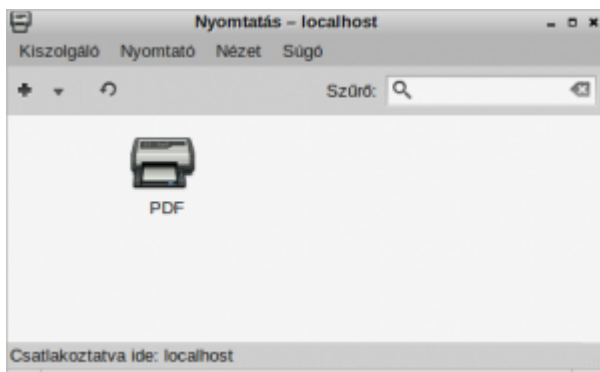 Nyomtatás – localhost
Kiszolgáló Nyomtató Nézet Súgó
Szűrő:
PDF
Csatlakoztatva ide: localhost